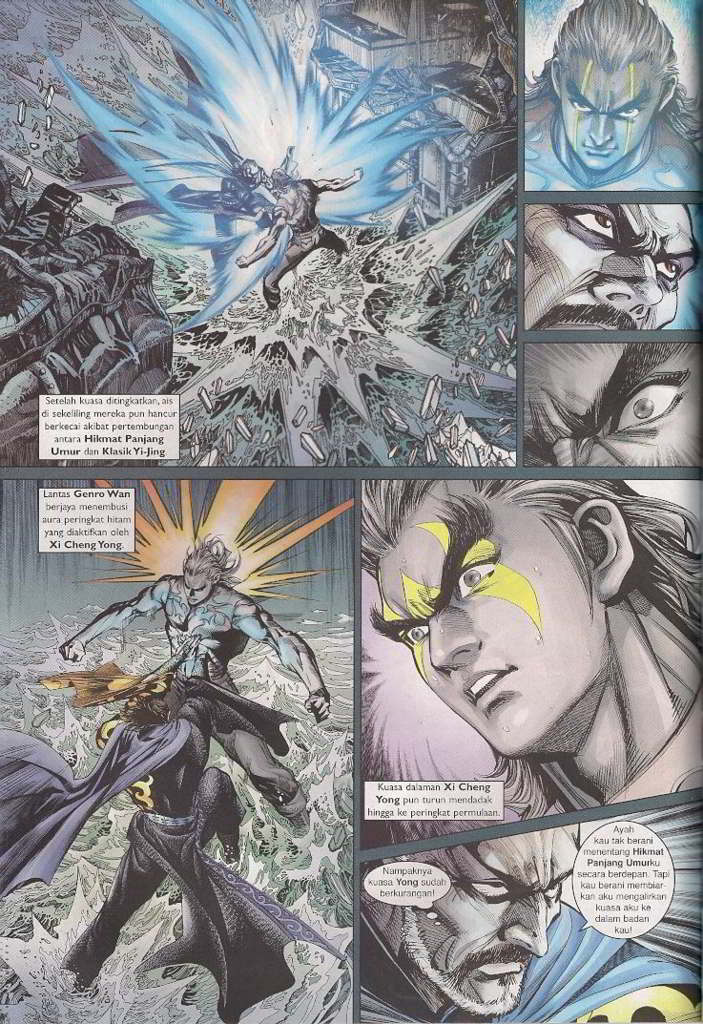 Setelah kuasa ditingkatkan, ais
di sekeliling mereka pun hancur
berkecai akibat pertembungan
antara Hikmat Panjang
Umur dan Klasik Yi-Jing.
Lantas Genro Wan
berjaya menembusi
aura peringkat hitam
yang diaktifkan oleh
Xi Cheng Yong.
Kuasa dalaman Xi Cheng
Yong pun turun mendadak
hingga ke peringkat permulaan.
Nampaknya
kuasa Yong sudah
berkurangan!
Ayah
kau tak berani
menentang Hikmat
Panjang Umurku
secara berdepan. Tapi
kau berani membiar-
kan aku mengalirkan
kuasa aku ke
dalam badan
kau!